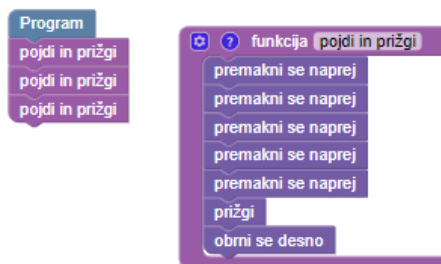 Program
pojdi in prižgi
pojdi in prižgi
pojdi in prižgi
? funkcija pojdi in prižgi
premakni se naprej
premakni se naprej
premakni se naprej
premakni se naprej
premakni se naprej
prižgi
obrni se desno